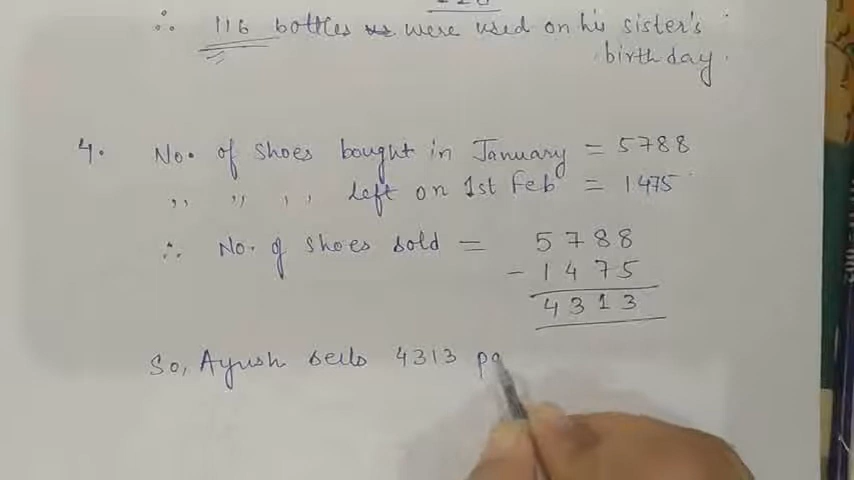 ∴ 116 bottles were used on his sister's
birthday.
4. No. of shoes bought in January = 5788
,, ,, ,, left on 1st Feb = 1475
∴ No. of shoes sold = 5788
- 1475
4313
So, Ayush sells 4313 pa